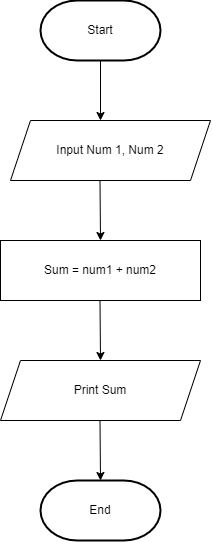 Start
Input Num 1, Num 2
Sum = num1 + num2
Print Sum
End